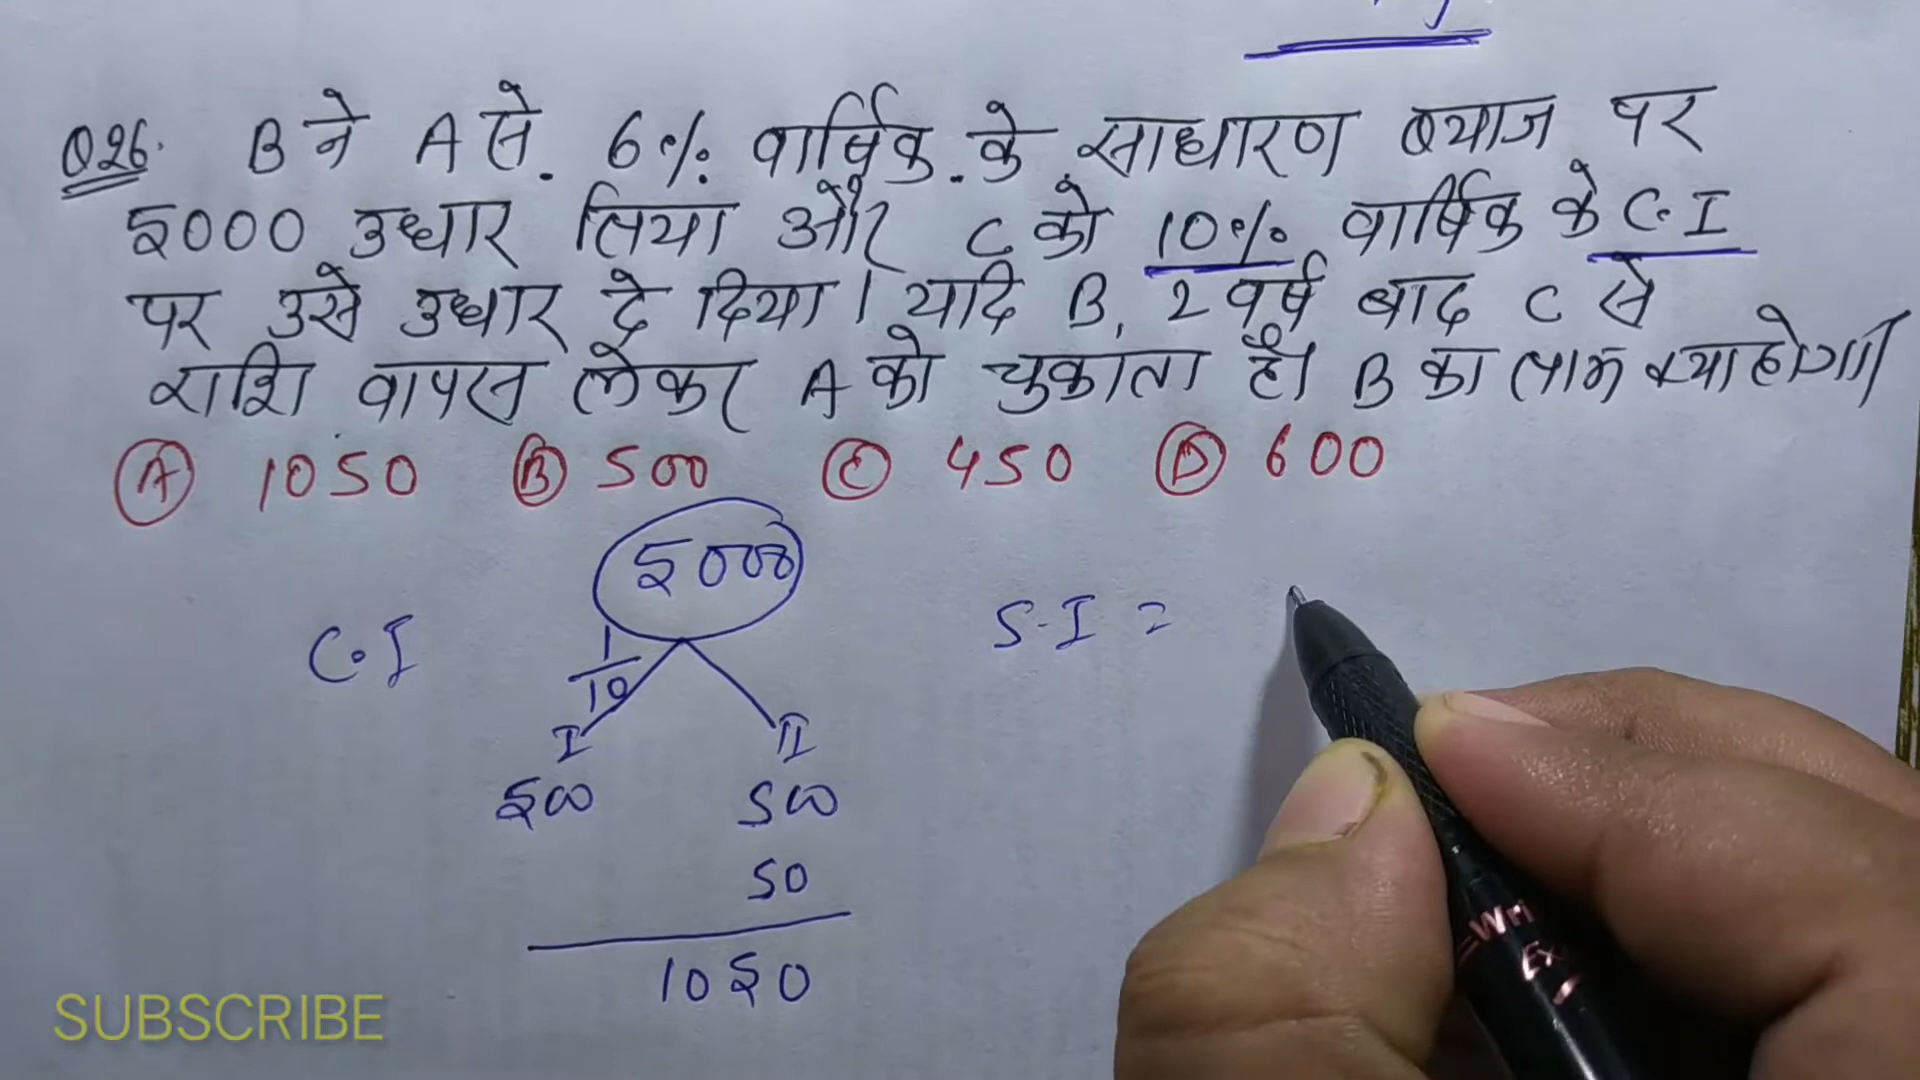 Q26. B ने A से 6% वार्षिक के साधारण ब्याज पर
5000 उधार लिया और C को 10% वार्षिक के C.I
पर उसे उधार दे दिया। यदि B, 2 वर्ष बाद C से
राशि वापस लेकर A को चुकाता है। B का लाभ क्या होगा।
(A) 1050 (B) 500 (C) 450 (D) 600
5000
C.I
S.I =
1/10
I II
500 500
50
1050
SUBSCRIBE